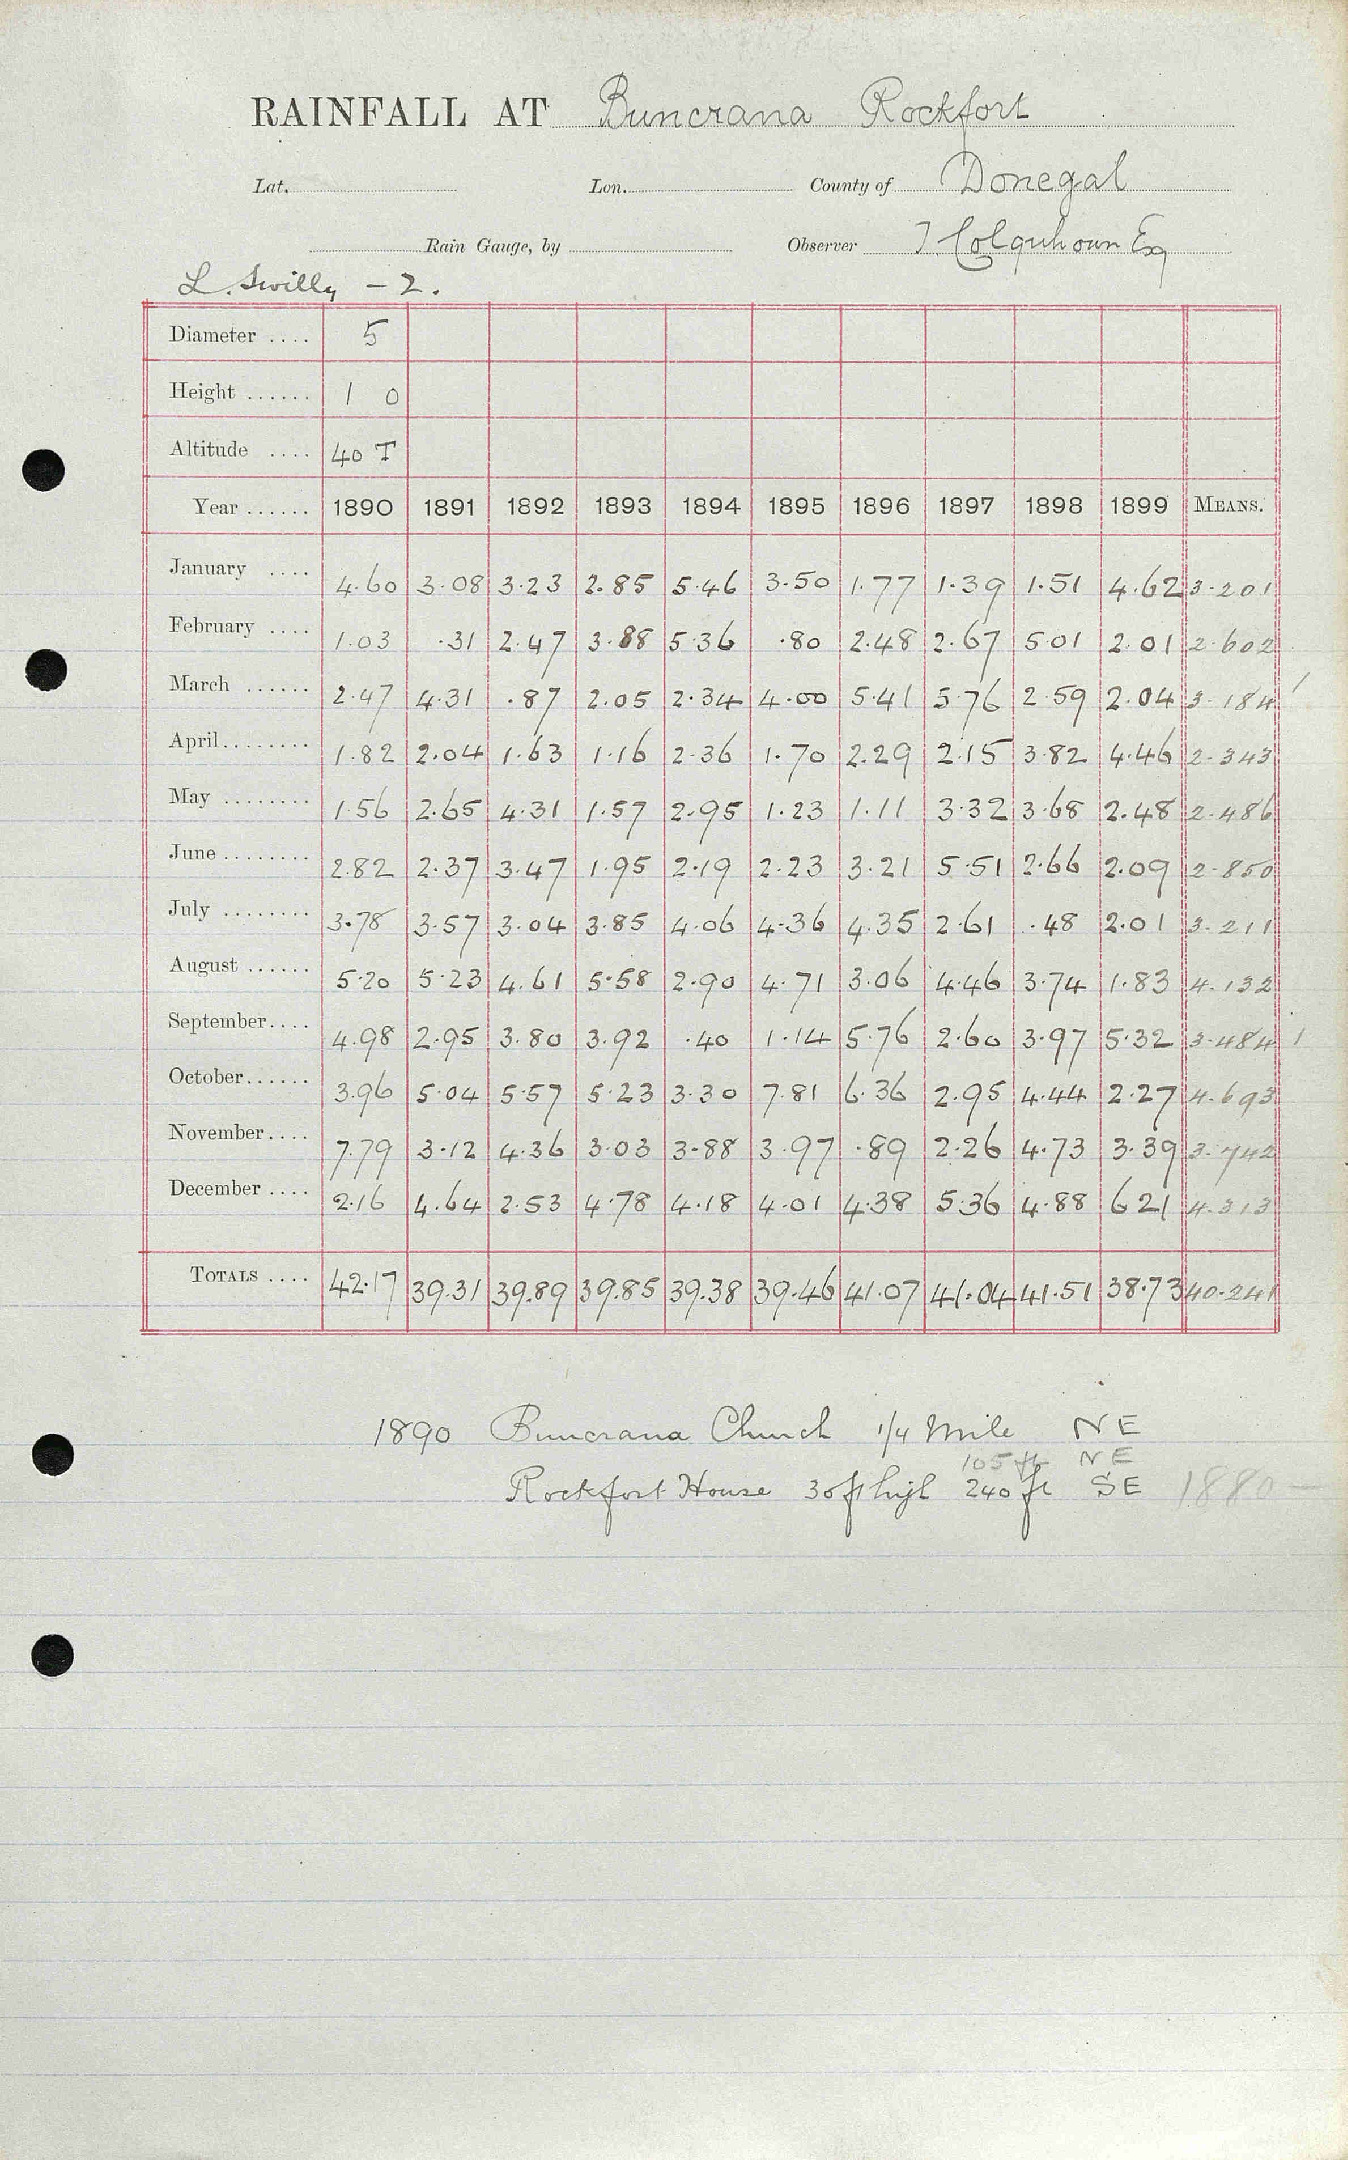 RAINFALL AT Buncrana Rockfort
Lat. Lon. County of Donegal
Rain Gauge, by Observer J Colquhoun Esq
L. Swilly - 2.
Diameter .... 5
Height ...... 1 0
Altitude .... 40 T
Year ...... 1890 1891 1892 1893 1894 1895 1896 1897 1898 1899 MEANS.
January .... 4.60 3.08 3.23 2.85 5.46 3.50 1.77 1.39 1.51 4.62 3.201
February .... 1.03 .31 2.47 3.88 5.36 .80 2.48 2.67 5.01 2.01 2.602
March ...... 2.47 4.31 .87 2.05 2.34 4.00 5.41 5.76 2.59 2.04 3.184 /
April........ 1.82 2.04 1.63 1.16 2.36 1.70 2.29 2.15 3.82 4.46 2.343
May ........ 1.56 2.65 4.31 1.57 2.95 1.23 1.11 3.32 3.68 2.48 2.486
June ........ 2.82 2.37 3.47 1.95 2.19 2.23 3.21 5.51 2.66 2.09 2.850
July ........ 3.78 3.57 3.04 3.85 4.06 4.36 4.35 2.61 .48 2.01 3.211
August ...... 5.20 5.23 4.61 5.58 2.90 4.71 3.06 4.46 3.74 1.83 4.132
September.... 4.98 2.95 3.80 3.92 .40 1.14 5.76 2.60 3.97 5.32 3.484 /
October...... 3.96 5.04 5.57 5.23 3.30 7.81 6.36 2.95 4.44 2.27 4.693
November.... 7.79 3.12 4.36 3.03 3.88 3.97 .89 2.26 4.73 3.39 3.742
December .... 2.16 4.64 2.53 4.78 4.18 4.01 4.38 5.36 4.88 6.21 4.313
TOTALS .... 42.17 39.31 39.89 39.85 39.38 39.46 41.07 41.04 41.51 38.73 40.241
1890 Buncrana Church 1/4 Mile NE
105 ft NE
Rockfort House 30 ft high 240 ft SE 1880 –